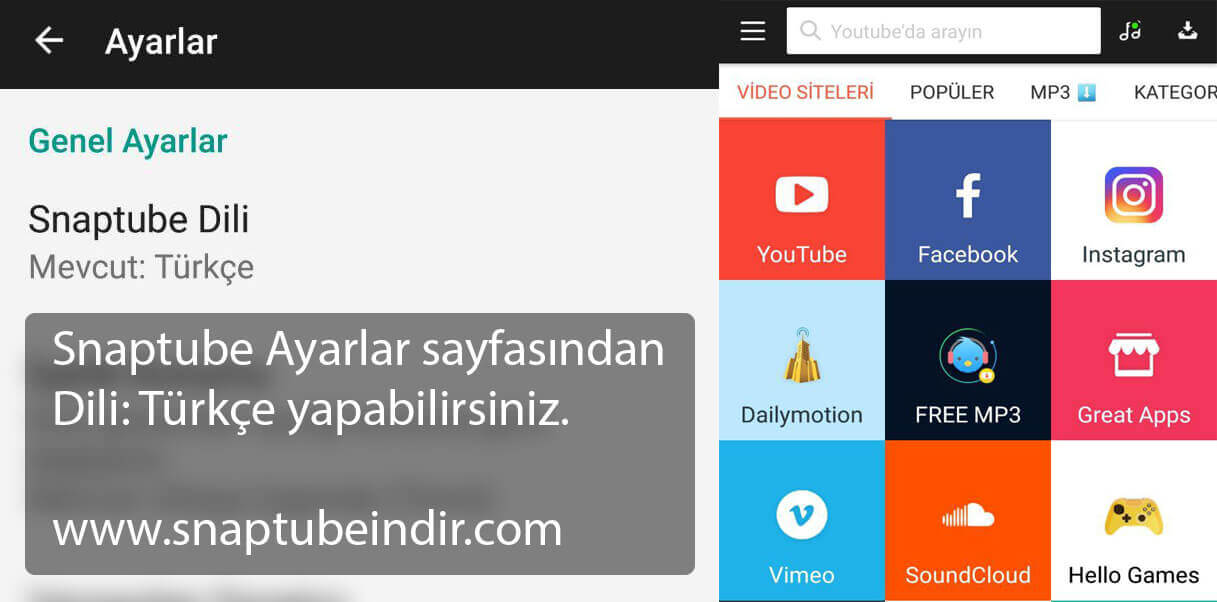 Ayarlar
Genel Ayarlar
Snaptube Dili
Mevcut: Türkçe
Snaptube Ayarlar sayfasından
Dili: Türkçe yapabilirsiniz.
www.snaptubeindir.com
Youtube'da arayın
VİDEO SİTELERİ POPÜLER MP3 KATEGOR
YouTube Facebook Instagram
Dailymotion FREE MP3 Great Apps
Vimeo SoundCloud Hello Games